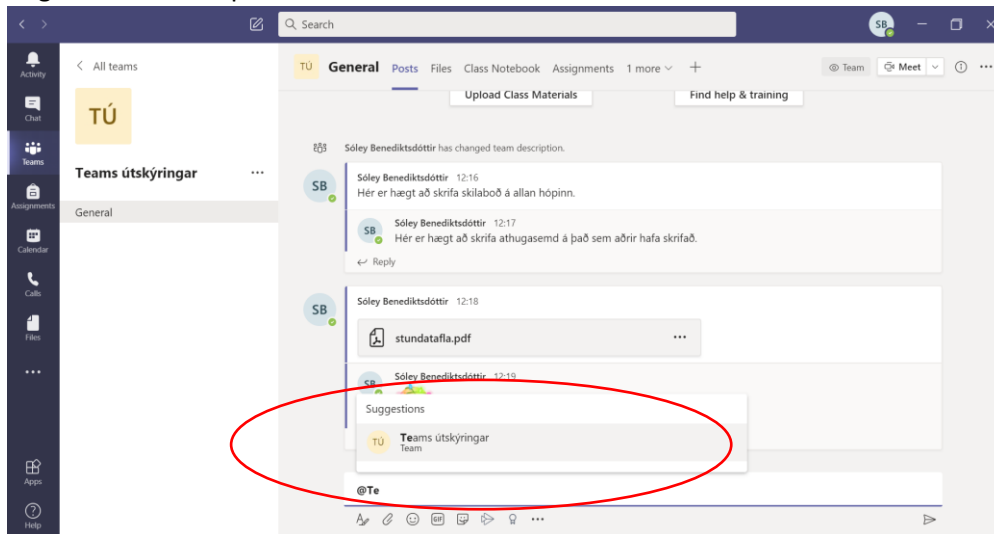 Search
SB
Activity
Chat
Teams
Assignments
Calendar
Calls
Files
Apps
Help
All teams
TÚ
Teams útskýringar
General
TÚ General Posts Files Class Notebook Assignments 1 more
Team Meet
Upload Class Materials Find help & training
Sóley Benediktsdóttir has changed team description.
SB
Sóley Benediktsdóttir 12:16
Hér er hægt að skrifa skilaboð á allan hópinn.
SB
Sóley Benediktsdóttir 12:17
Hér er hægt að skrifa athugasemd á það sem aðrir hafa skrifað.
Reply
SB
Sóley Benediktsdóttir 12:18
stundatafla.pdf
SB
Sóley Benediktsdóttir 12:19
Suggestions
TÚ
Teams útskýringar
Team
@Te
GIF